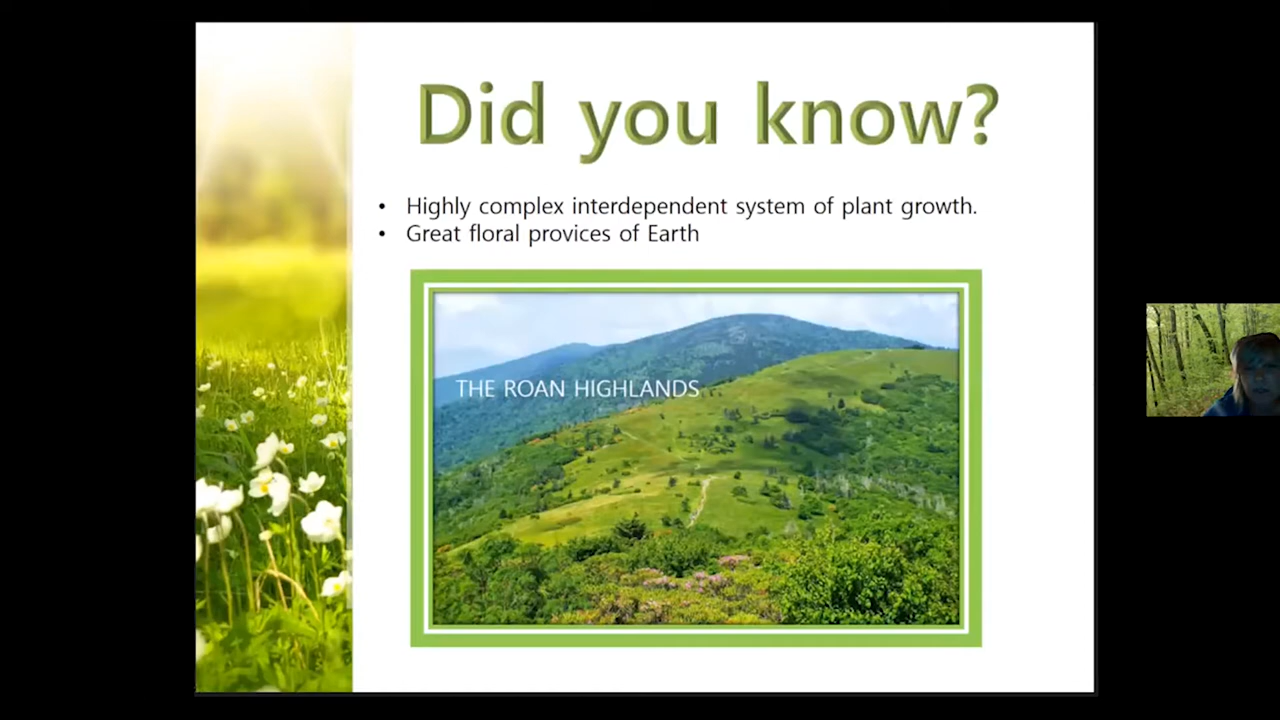 Did you know?
• Highly complex interdependent system of plant growth.
• Great floral provices of Earth
THE ROAN HIGHLANDS